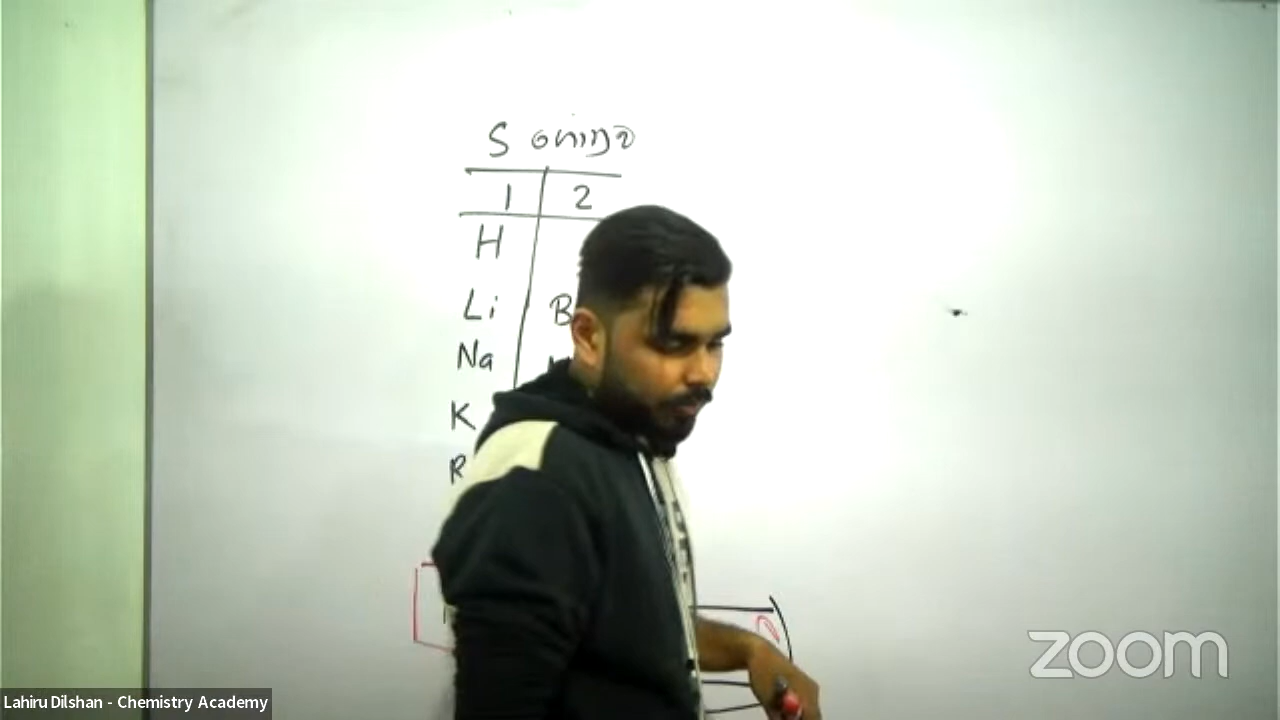 S ගොනුව
1 2
H
Li B
Na
K
R
Lahiru Dilshan - Chemistry Academy
zoom